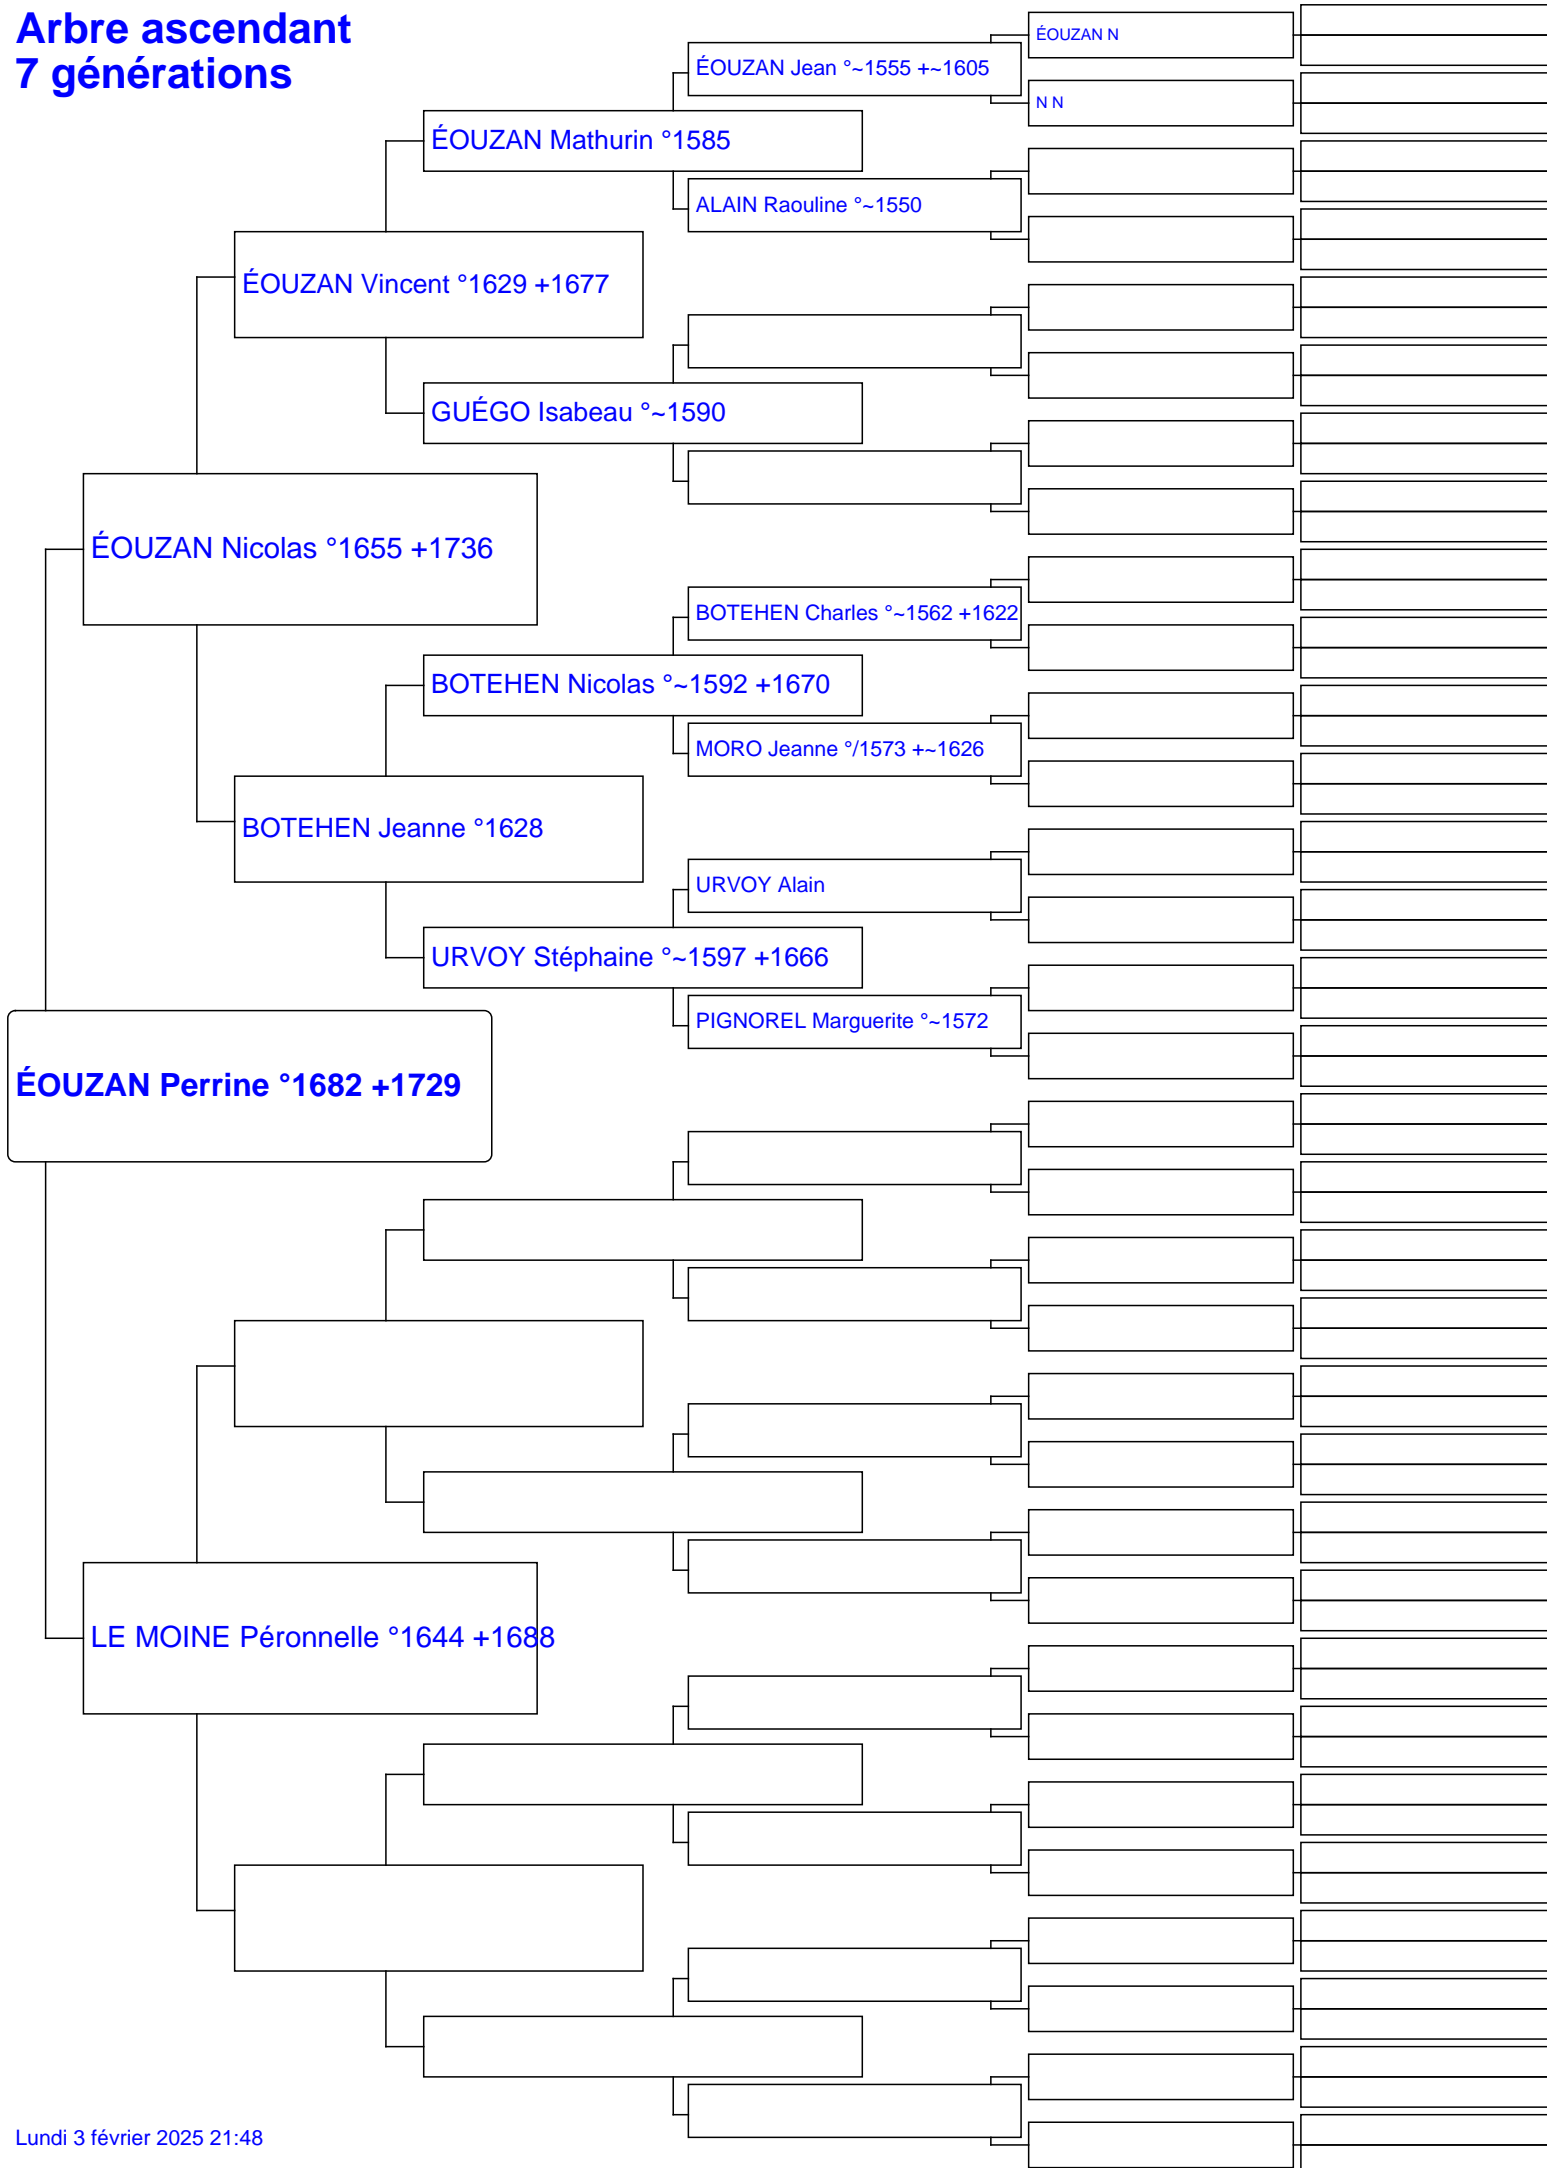 Arbre ascendant
7 générations
ÉOUZAN N
ÉOUZAN Jean °~1555 +~1605
N N
ÉOUZAN Mathurin °1585
ALAIN Raouline °~1550
ÉOUZAN Vincent °1629 +1677
GUÉGO Isabeau °~1590
ÉOUZAN Nicolas °1655 +1736
BOTEHEN Charles °~1562 +1622
BOTEHEN Nicolas °~1592 +1670
MORO Jeanne °/1573 +~1626
BOTEHEN Jeanne °1628
URVOY Alain
URVOY Stéphaine °~1597 +1666
PIGNOREL Marguerite °~1572
ÉOUZAN Perrine °1682 +1729
LE MOINE Péronnelle °1644 +1688
Lundi 3 février 2025 21:48